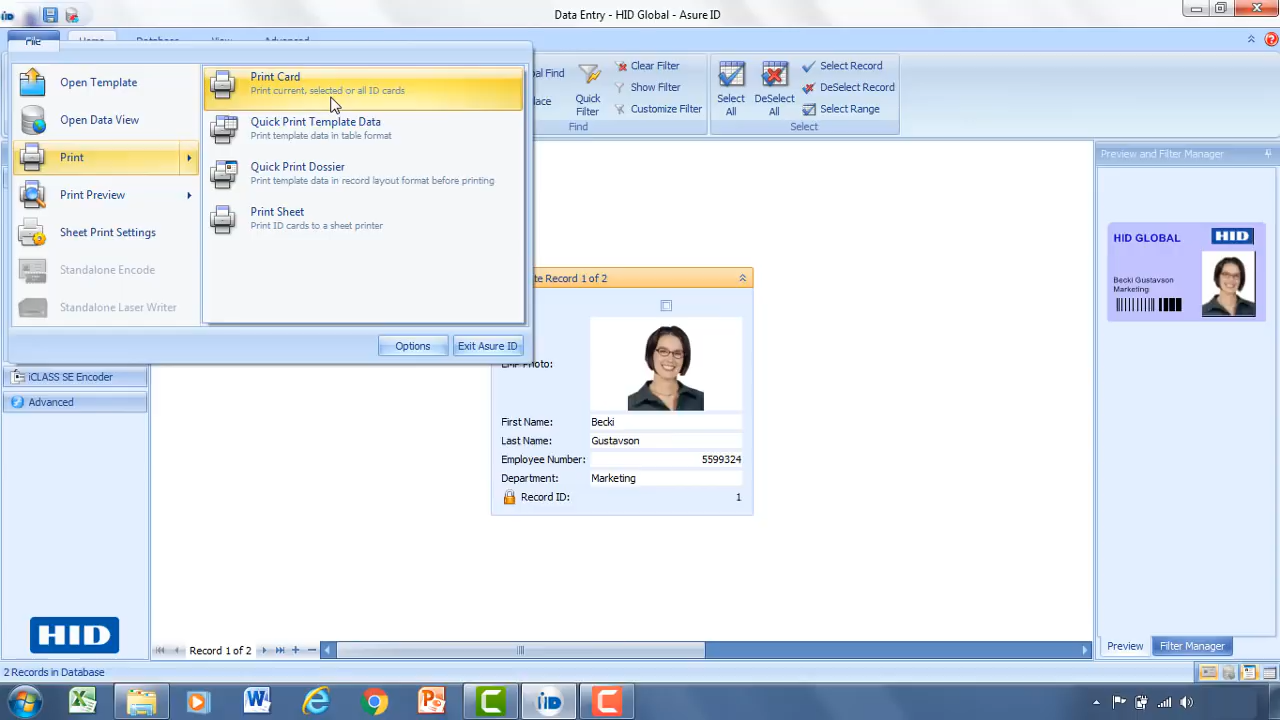 Data Entry - HID Global - Asure ID
File
Home
Database
View
Advanced
Open Template
Open Data View
Print
Print Preview
Sheet Print Settings
Standalone Encode
Standalone Laser Writer
Print Card
Print current, selected or all ID cards
Quick Print Template Data
Print template data in table format
Quick Print Dossier
Print template data in record layout format before printing
Print Sheet
Print ID cards to a sheet printer
Options
Exit Asure ID
Find
Quick Filter
Clear Filter
Show Filter
Customize Filter
Find
Select All
DeSelect All
Select Record
DeSelect Record
Select Range
Select
iCLASS SE Encoder
Advanced
HID
Record 1 of 2
First Name: Becki
Last Name: Gustavson
Employee Number: 5599324
Department: Marketing
Record ID: 1
Preview and Filter Manager
HID GLOBAL
HID
Becki Gustavson
Marketing
Record 1 of 2
Preview
Filter Manager
2 Records in Database